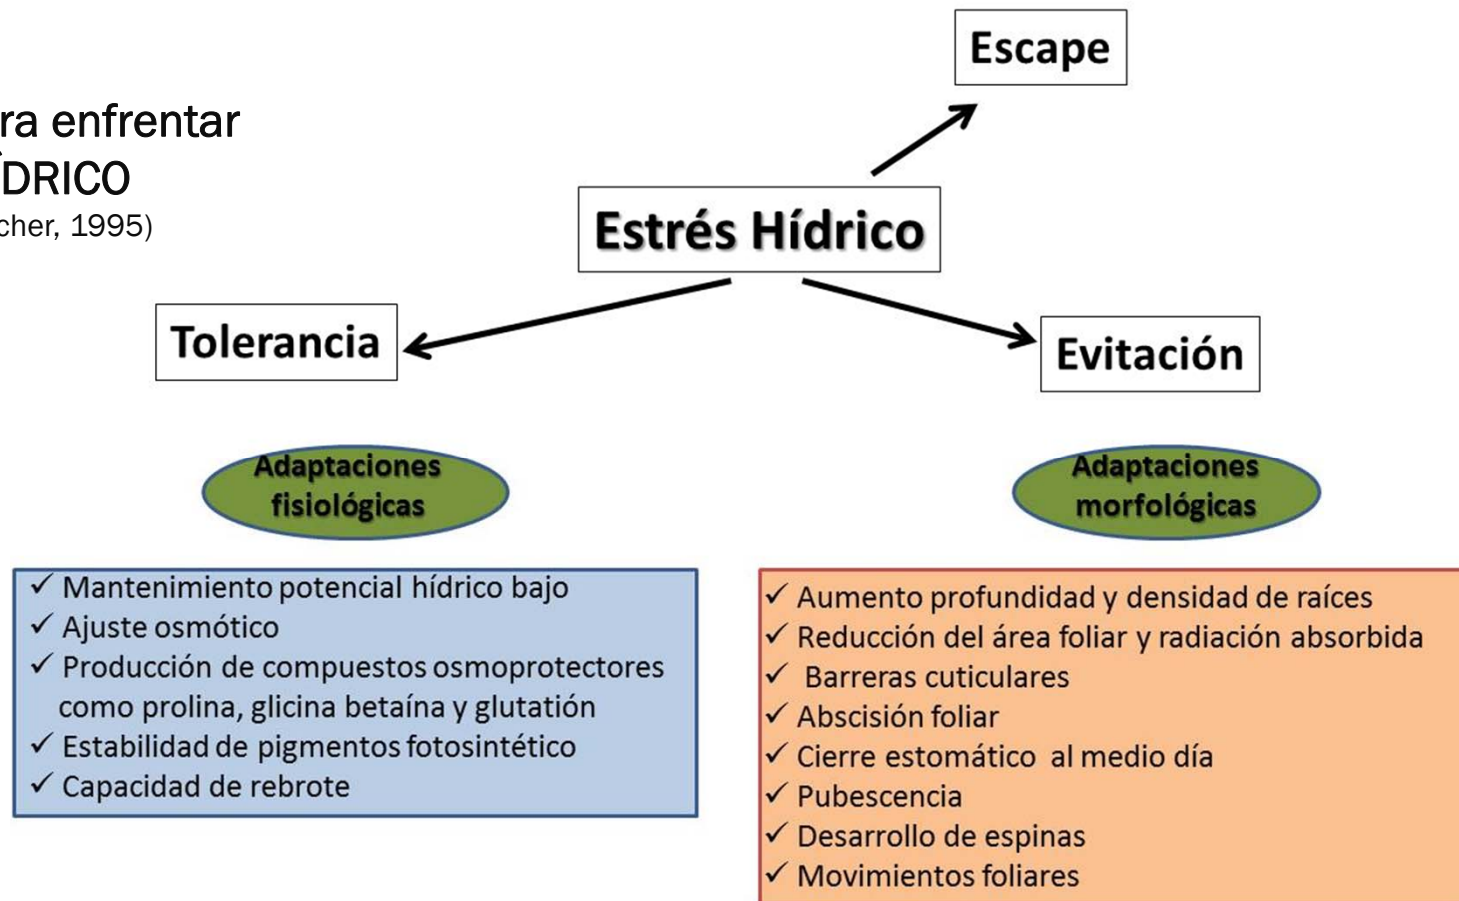 Escape
ra enfrentar
ÍDRICO
cher, 1995)
Estrés Hídrico
Tolerancia
Evitación
Adaptaciones
fisiológicas
✓ Mantenimiento potencial hídrico bajo
✓ Ajuste osmótico
✓ Producción de compuestos osmoprotectores
como prolina, glicina betaína y glutatión
✓ Estabilidad de pigmentos fotosintético
✓ Capacidad de rebrote
Adaptaciones
morfológicas
✓ Aumento profundidad y densidad de raíces
✓ Reducción del área foliar y radiación absorbida
✓ Barreras cuticulares
✓ Abscisión foliar
✓ Cierre estomático al medio día
✓ Pubescencia
✓ Desarrollo de espinas
✓ Movimientos foliares